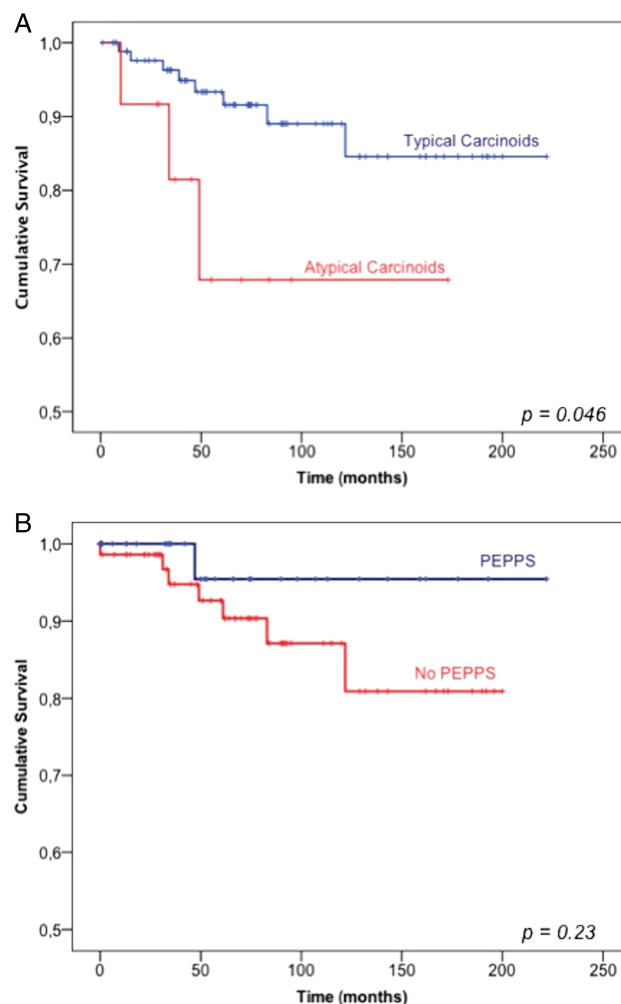 A
1,0
0,9
0,8
0,7
0,6
0,5
Cumulative Survival
Typical Carcinoids
Atypical Carcinoids
p = 0.046
0 50 100 150 200 250
Time (months)
B
1,0
0,9
0,8
0,7
0,6
0,5
Cumulative Survival
PEPPS
No PEPPS
p = 0.23
0 50 100 150 200 250
Time (months)